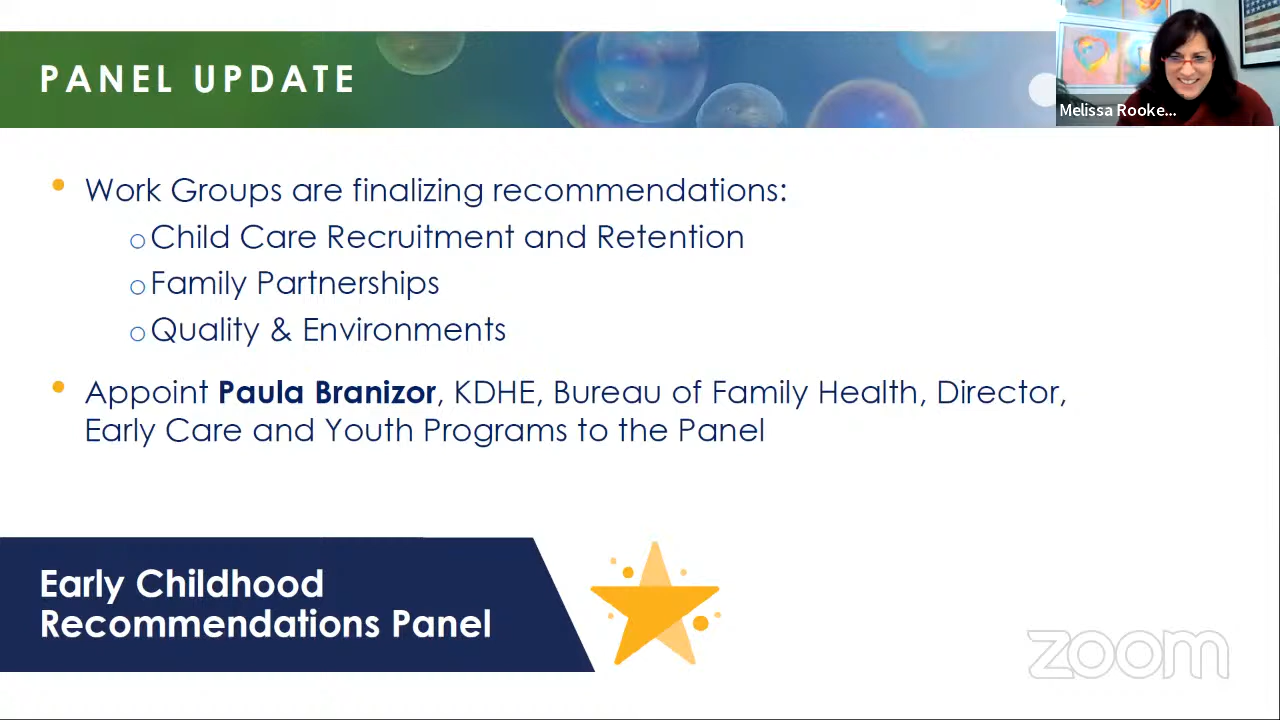 PANEL UPDATE
Melissa Rooke...
• Work Groups are finalizing recommendations:
o Child Care Recruitment and Retention
o Family Partnerships
o Quality & Environments
• Appoint Paula Branizor, KDHE, Bureau of Family Health, Director,
Early Care and Youth Programs to the Panel
Early Childhood
Recommendations Panel
zoom